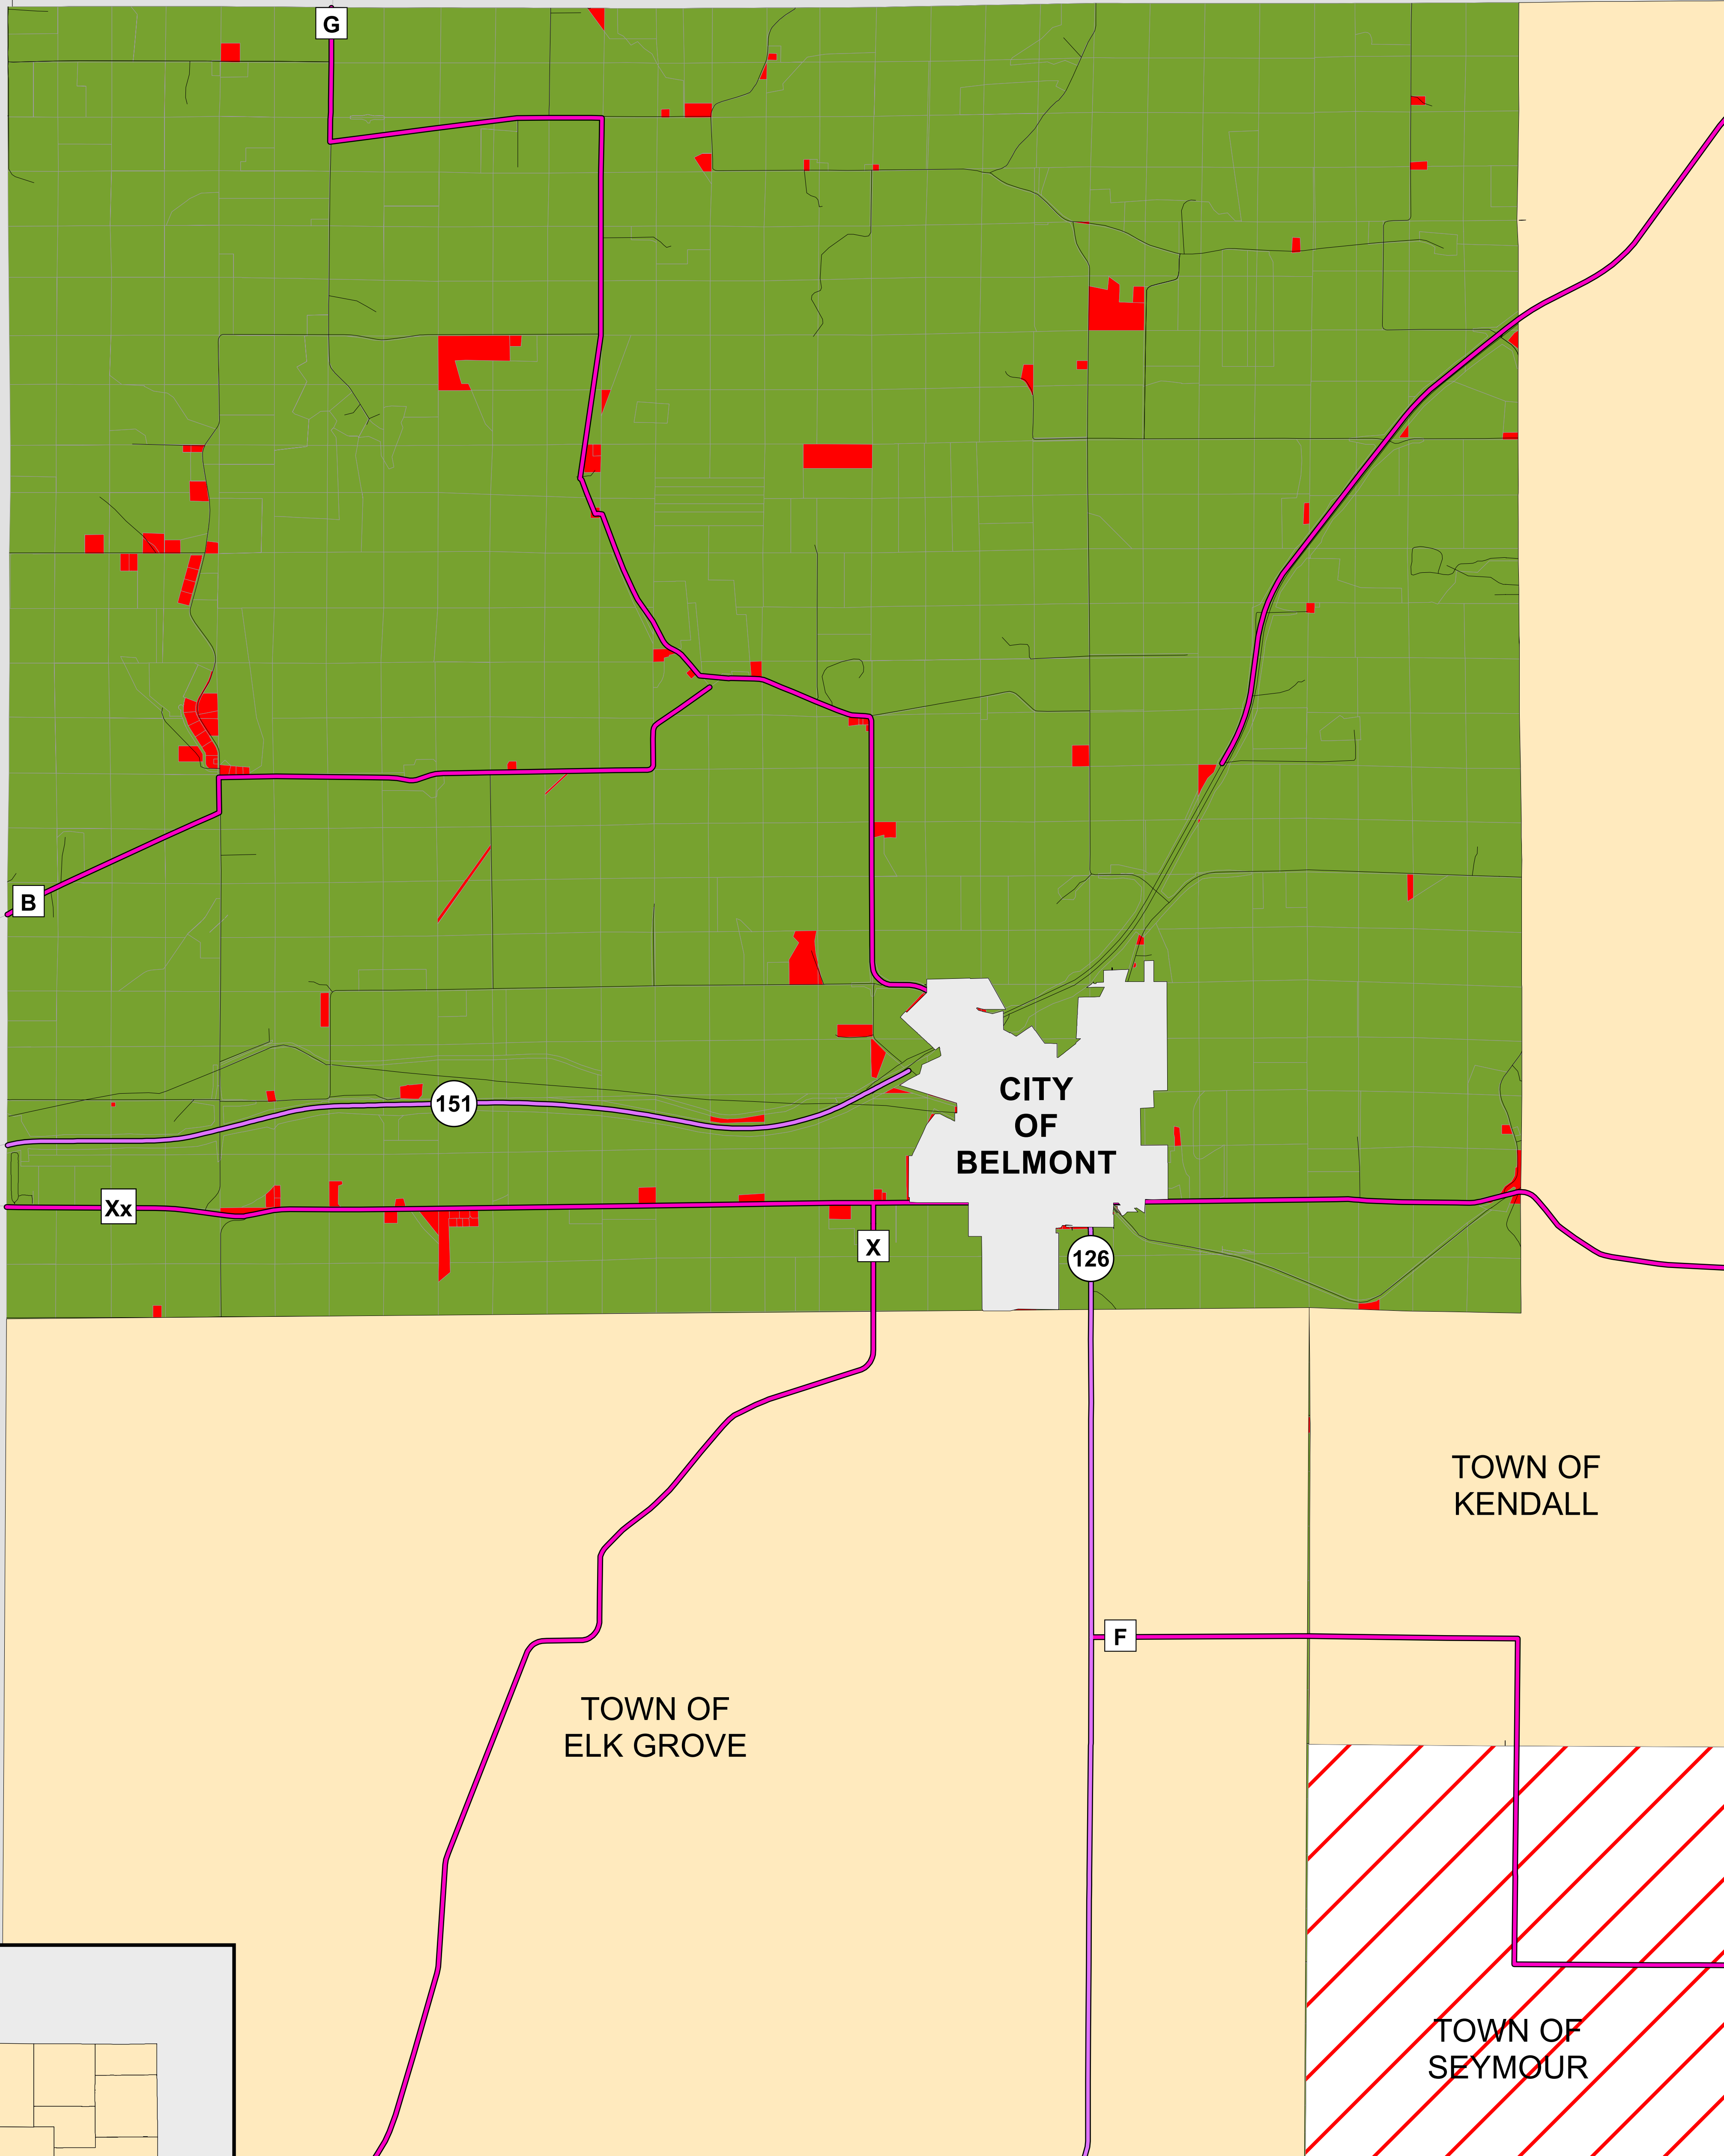 G
B
CITY
OF
BELMONT
151
Xx
X
126
TOWN OF
KENDALL
F
TOWN OF
ELK GROVE
TOWN OF
SEYMOUR